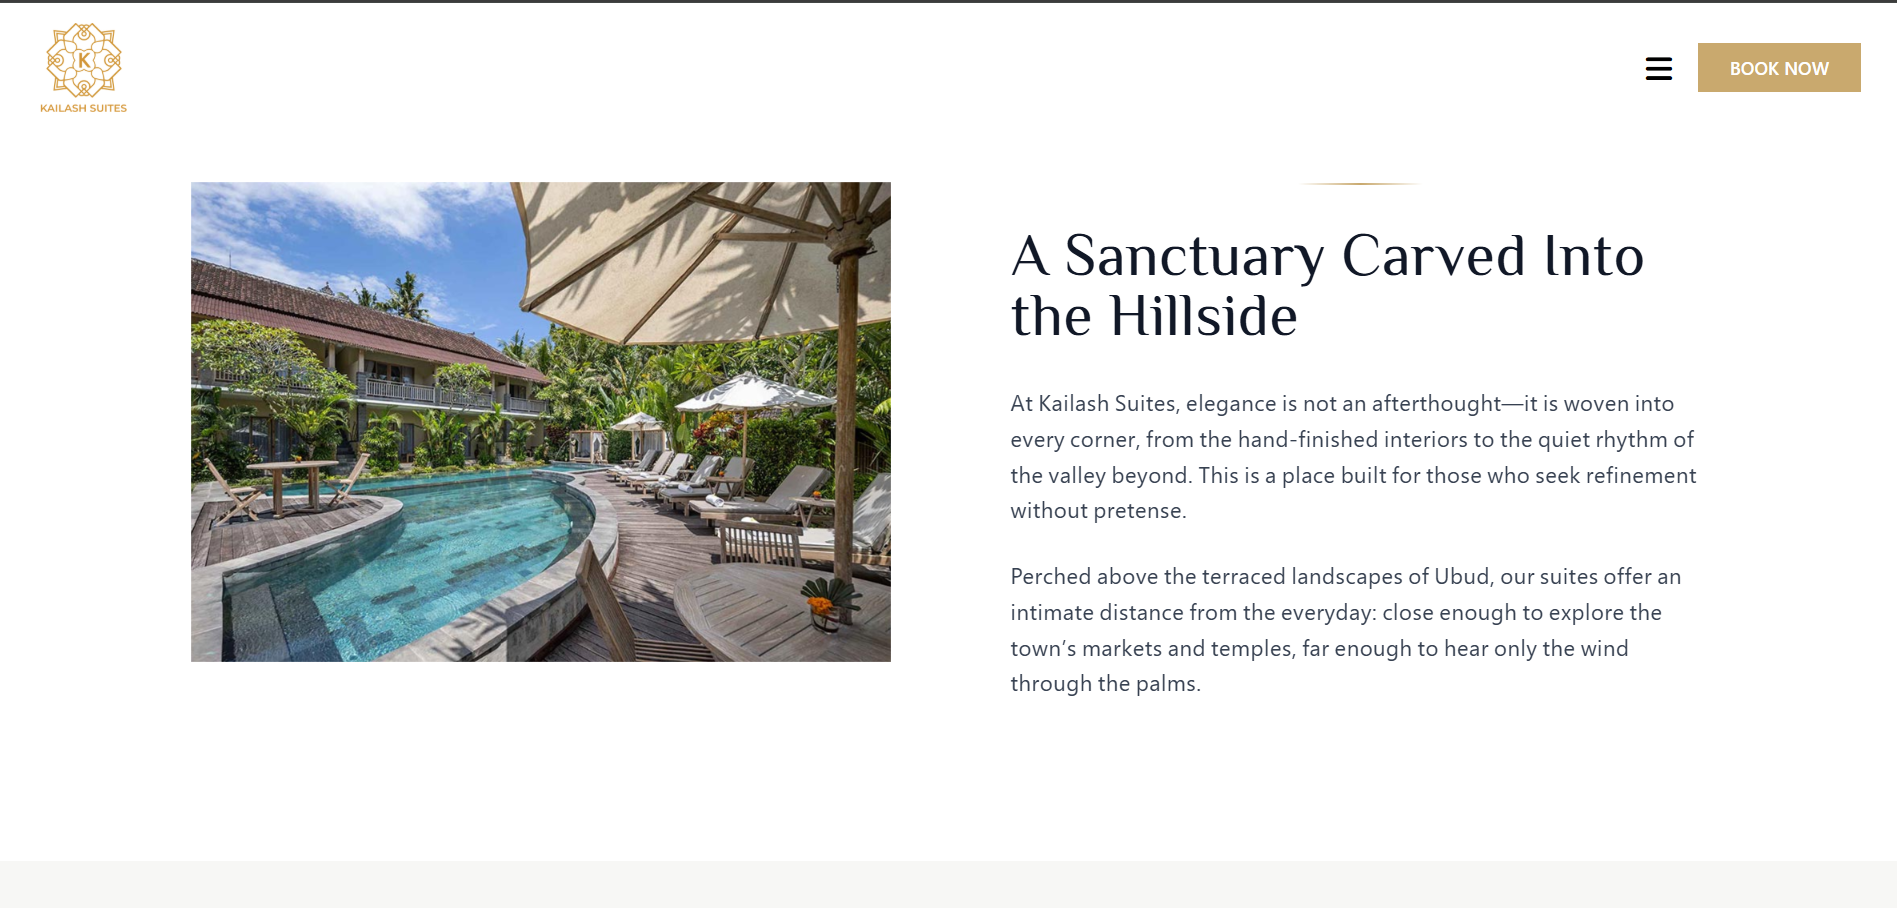 K
KAILASH SUITES
BOOK NOW
A Sanctuary Carved Into
the Hillside
At Kailash Suites, elegance is not an afterthought—it is woven into
every corner, from the hand-finished interiors to the quiet rhythm of
the valley beyond. This is a place built for those who seek refinement
without pretense.
Perched above the terraced landscapes of Ubud, our suites offer an
intimate distance from the everyday: close enough to explore the
town’s markets and temples, far enough to hear only the wind
through the palms.